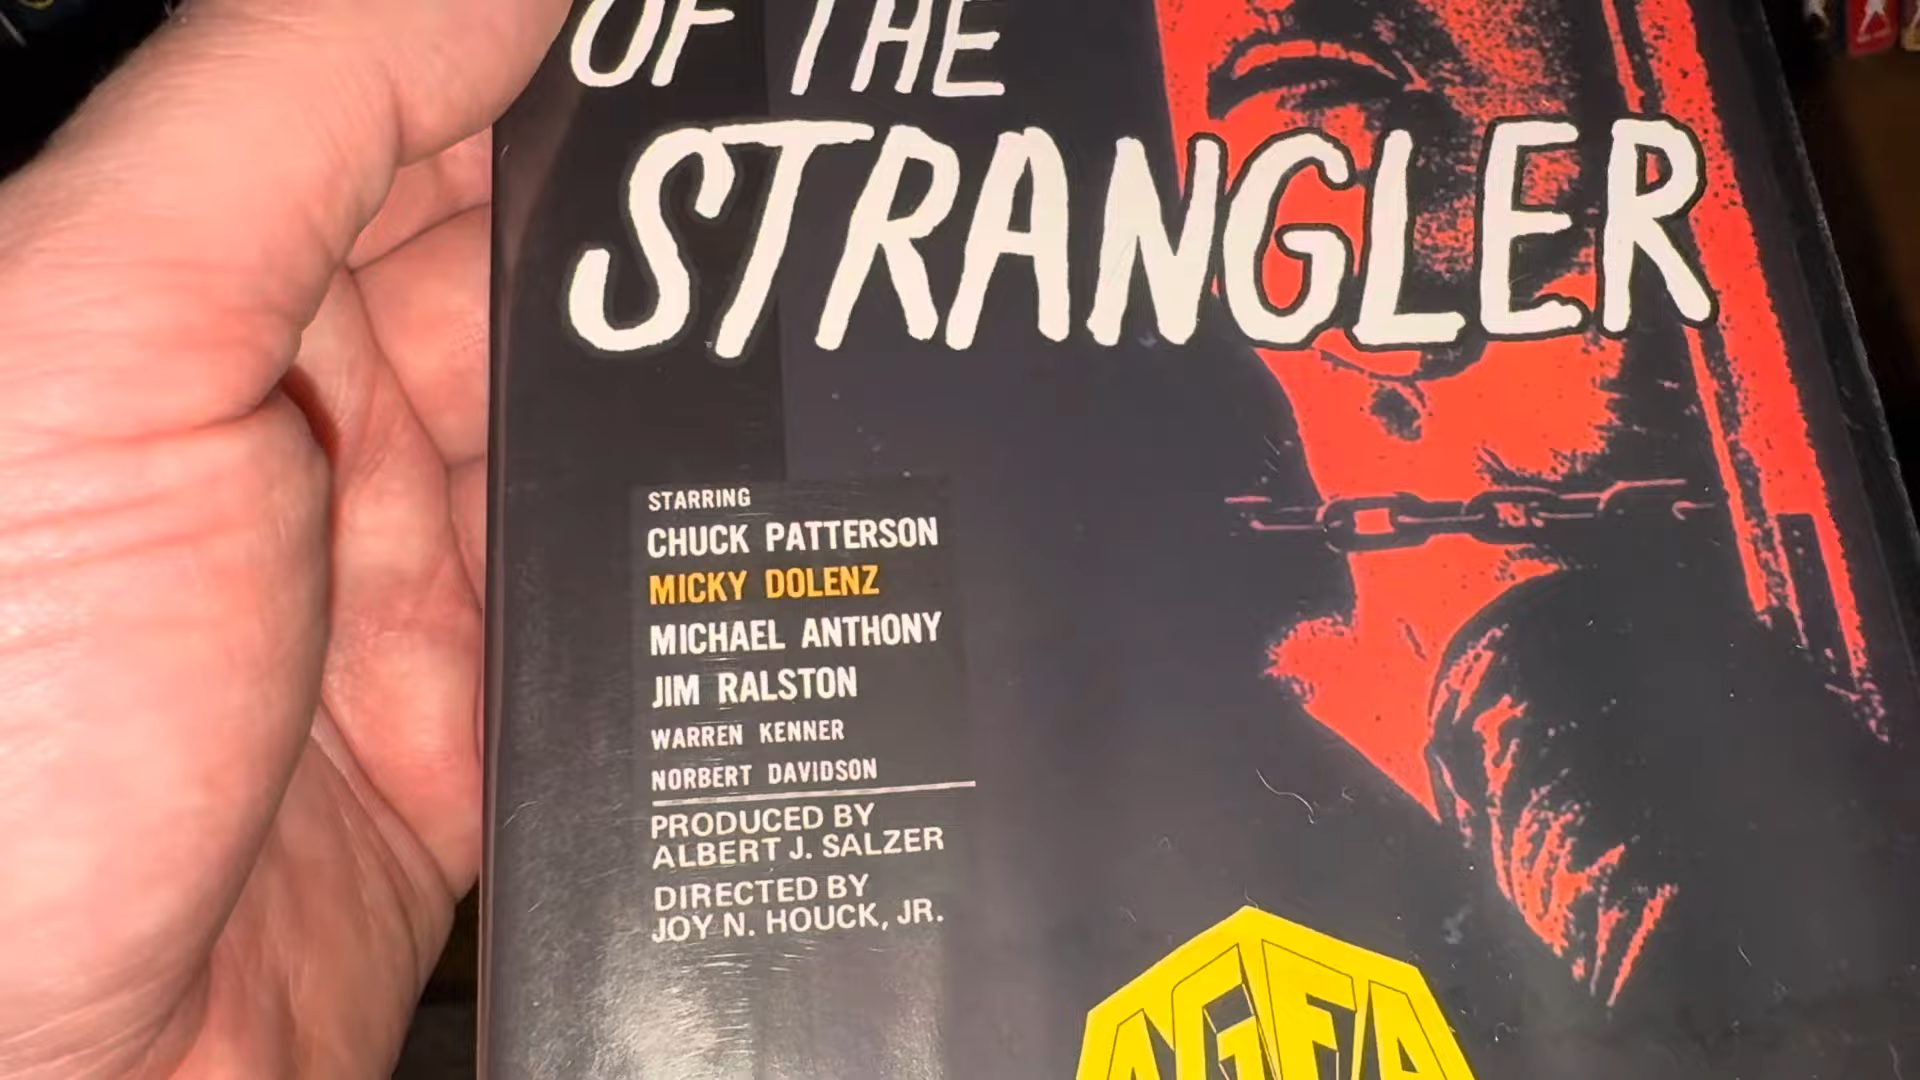 OF THE
STRANGLER
STARRING
CHUCK PATTERSON
MICKY DOLENZ
MICHAEL ANTHONY
JIM RALSTON
WARREN KENNER
NORBERT DAVIDSON
PRODUCED BY
ALBERT J. SALZER
DIRECTED BY
JOY N. HOUCK, JR.
AGFA